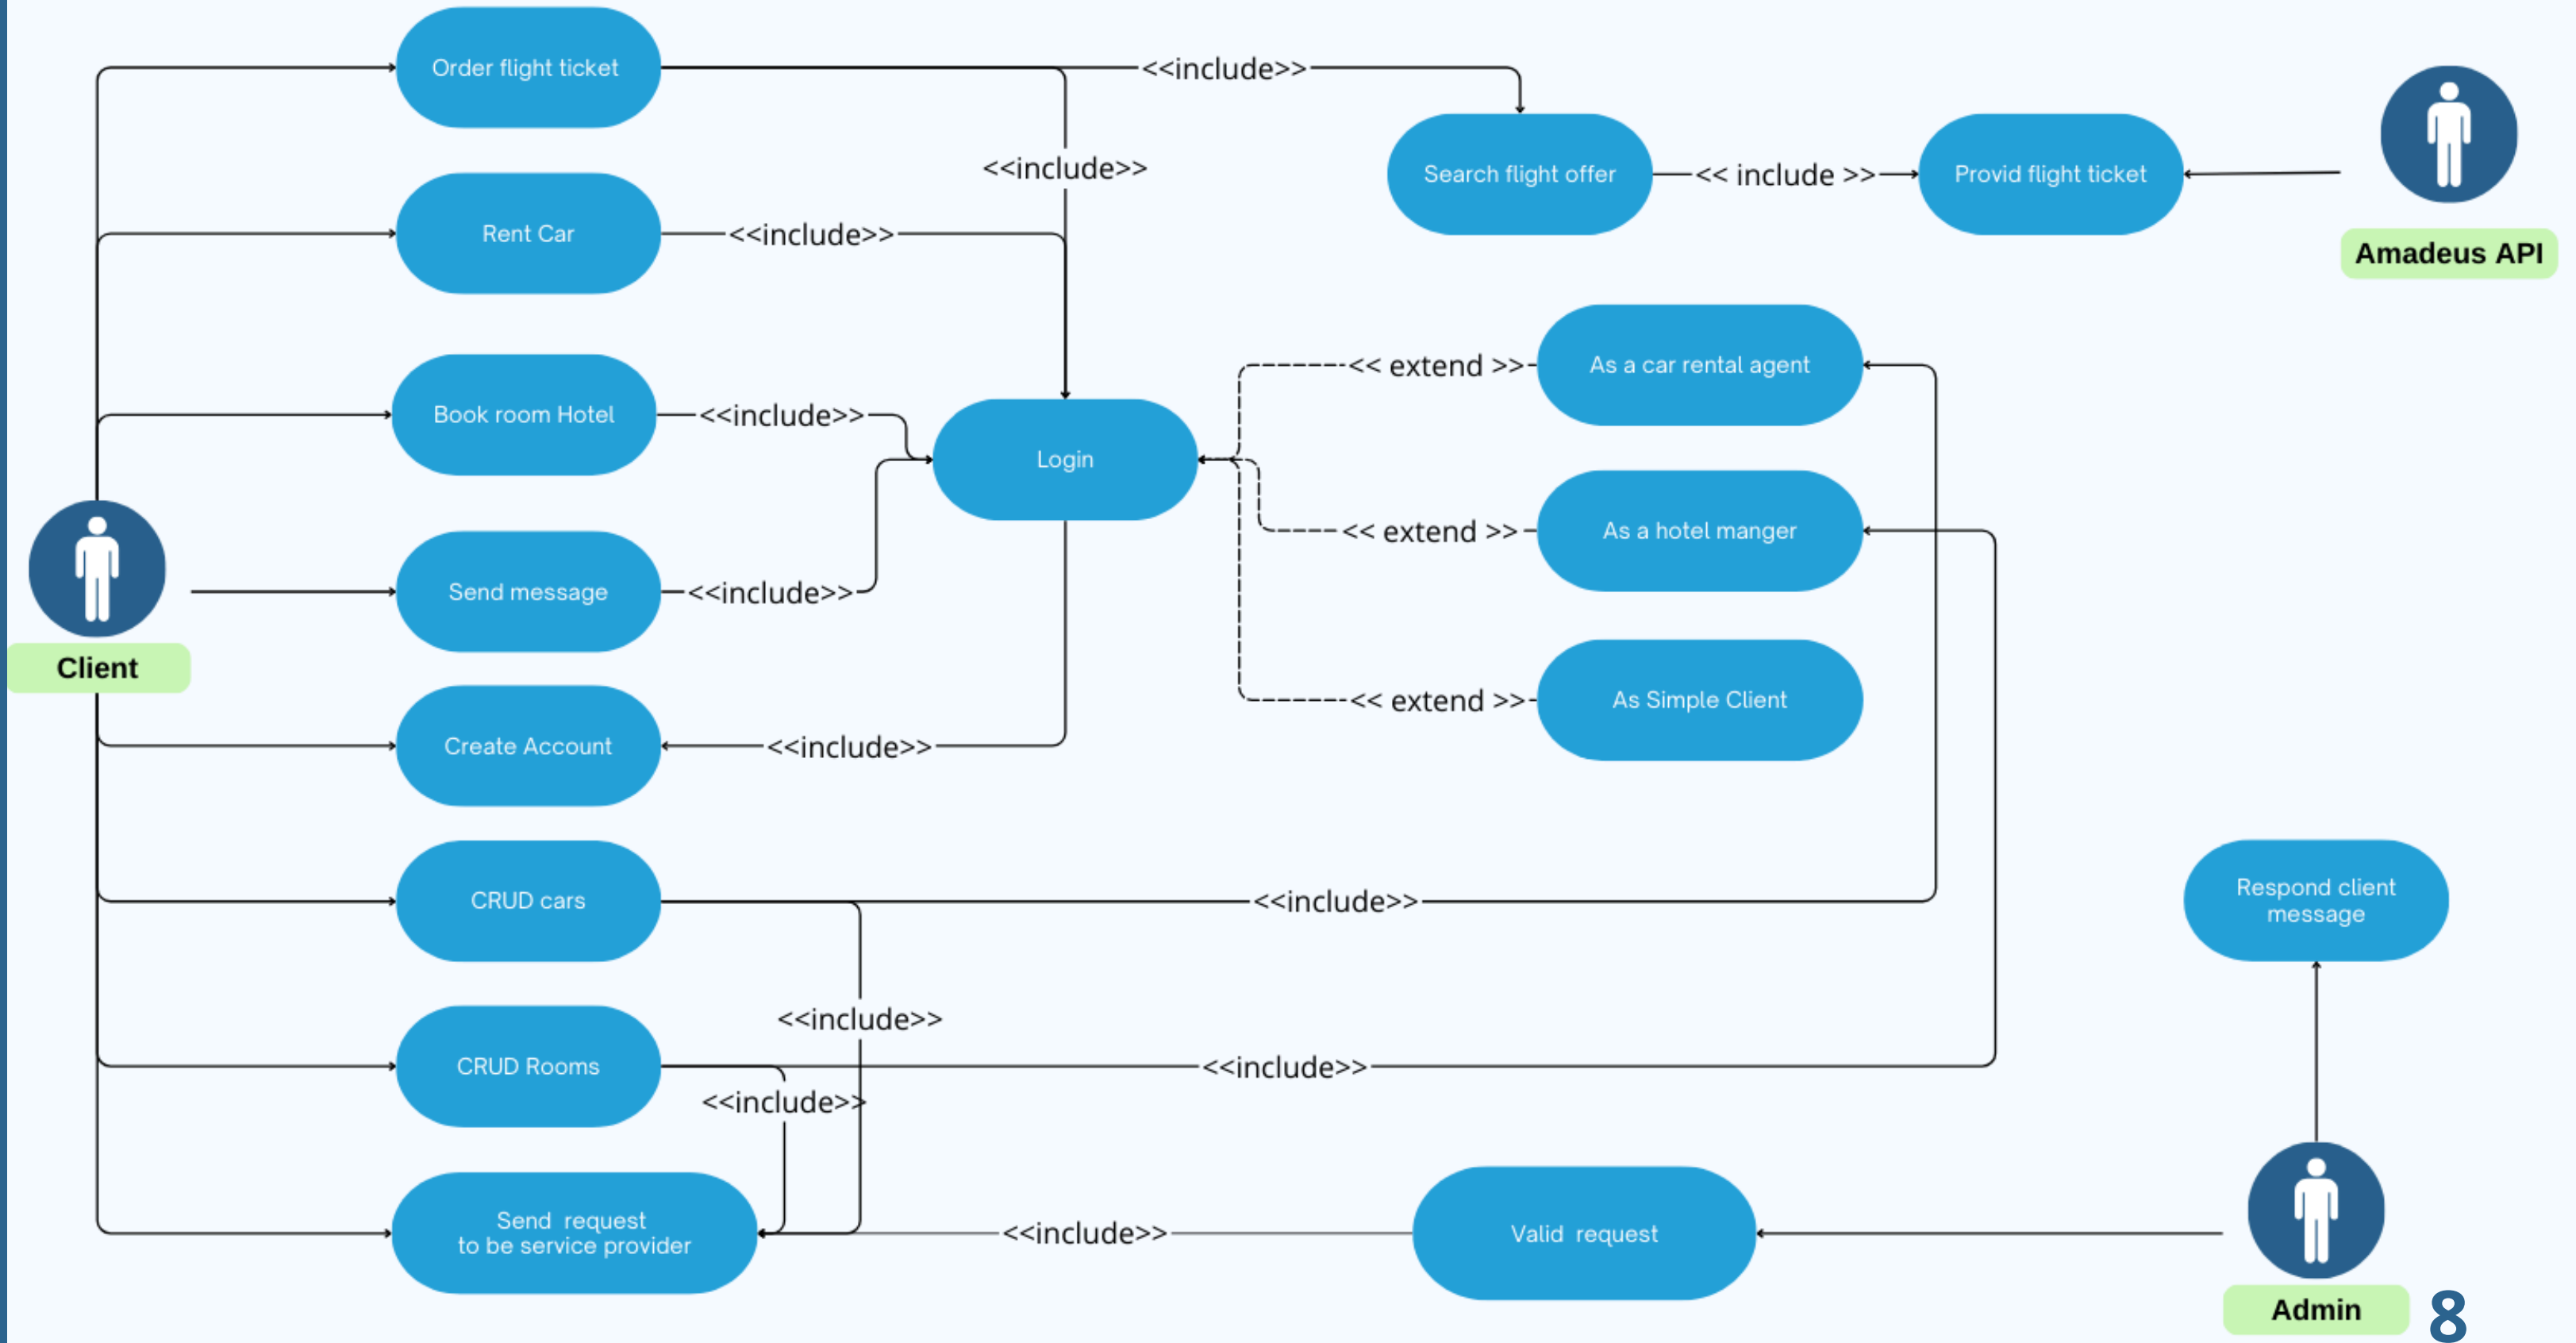 Order flight ticket
<<include>>
<<include>>
Search flight offer
<< include >>
Provid flight ticket
Amadeus API
Rent Car
<<include>>
As a car rental agent
<< extend >>
Book room Hotel
<<include>>
Login
As a hotel manger
<< extend >>
Send message
<<include>>
Client
As Simple Client
<< extend >>
Create Account
<<include>>
CRUD cars
<<include>>
Respond client
message
<<include>>
CRUD Rooms
<<include>>
<<include>>
Send request
to be service provider
<<include>>
Valid request
Admin
8